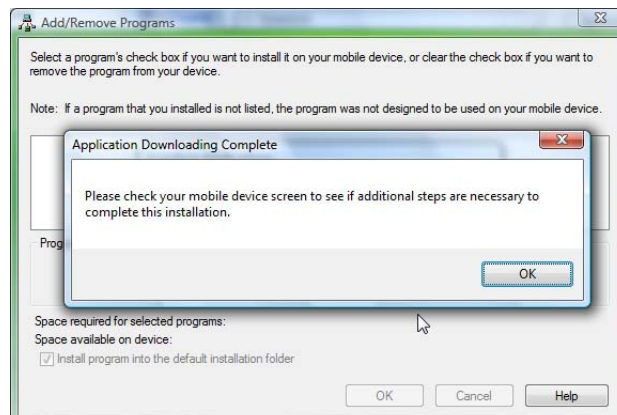 Add/Remove Programs
Select a program's check box if you want to install it on your mobile device, or clear the check box if you want to
remove the program from your device.
Note: If a program that you installed is not listed, the program was not designed to be used on your mobile device.
Application Downloading Complete
Please check your mobile device screen to see if additional steps are necessary to
complete this installation.
OK
Space required for selected programs:
Space available on device:
Install program into the default installation folder
OK Cancel Help